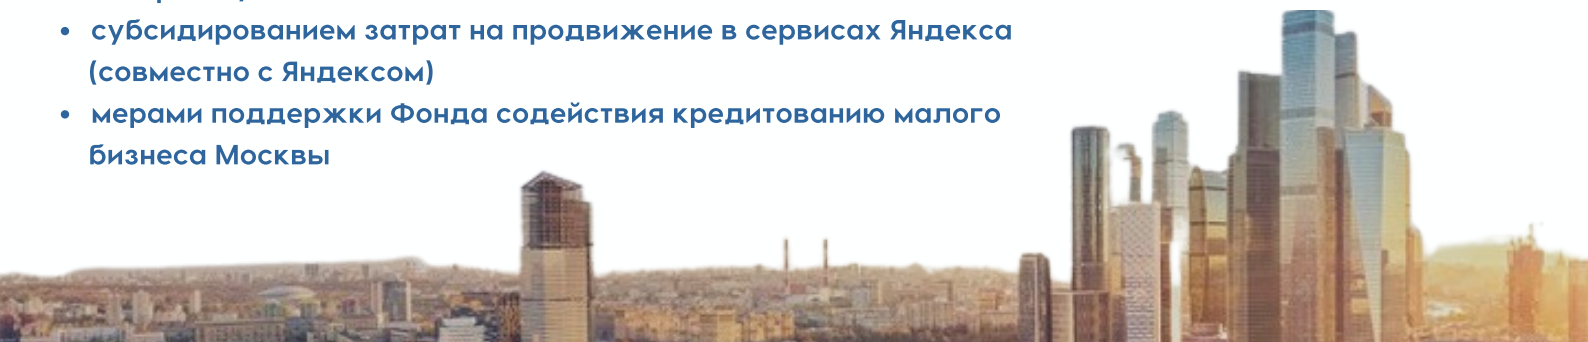 • субсидированием затрат на продвижение в сервисах Яндекса
(совместно с Яндексом)
• мерами поддержки Фонда содействия кредитованию малого
бизнеса Москвы